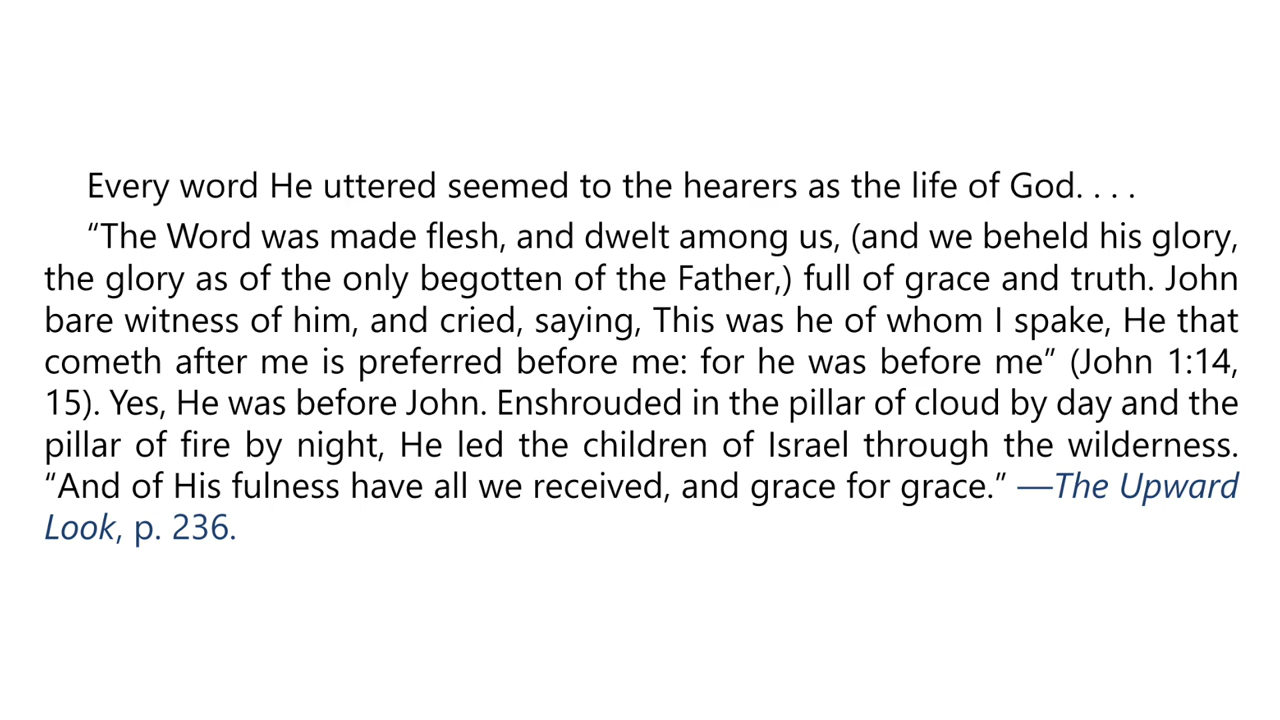 Every word He uttered seemed to the hearers as the life of God. . . .
“The Word was made flesh, and dwelt among us, (and we beheld his glory,
the glory as of the only begotten of the Father,) full of grace and truth. John
bare witness of him, and cried, saying, This was he of whom I spake, He that
cometh after me is preferred before me: for he was before me” (John 1:14,
15). Yes, He was before John. Enshrouded in the pillar of cloud by day and the
pillar of fire by night, He led the children of Israel through the wilderness.
“And of His fulness have all we received, and grace for grace.” —The Upward
Look, p. 236.